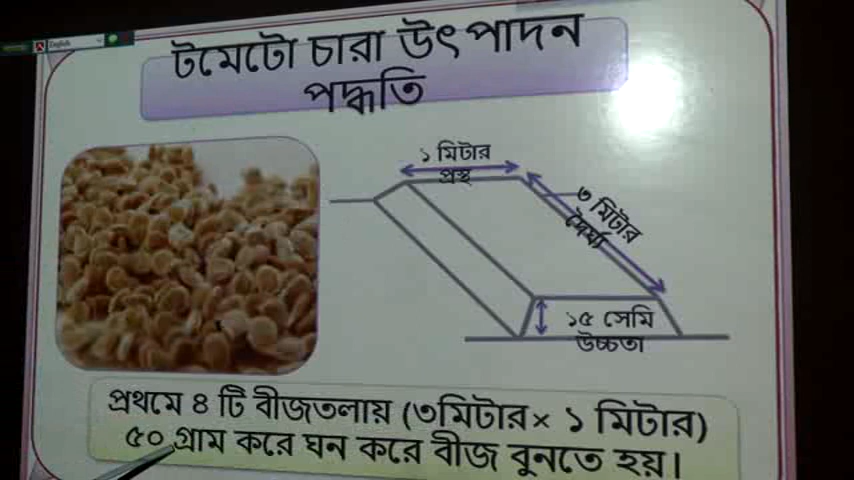 English
টমেটো চারা উৎপাদন
পদ্ধতি
১ মিটার
প্রস্থ
৩ মিটার
দৈর্ঘ্য
১৫ সেমি
উচ্চতা
প্রথমে ৪ টি বীজতলায় (৩মিটার× ১ মিটার)
৫০ গ্রাম করে ঘন করে বীজ বুনতে হয়।